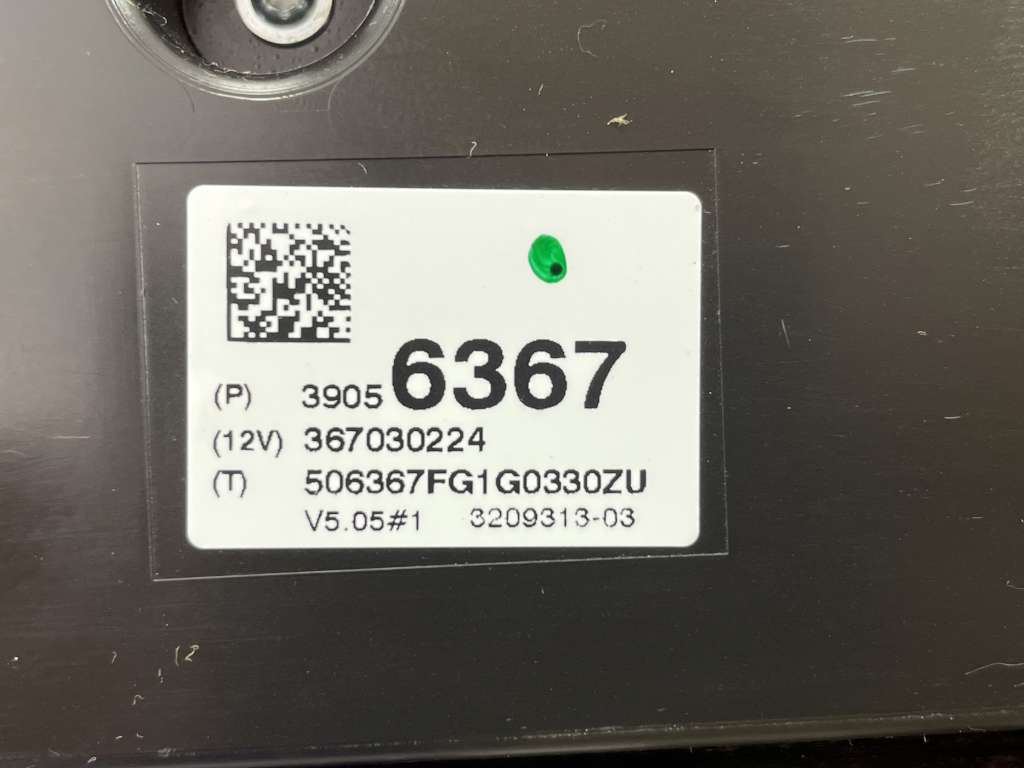 (P) 3905 6367
(12V) 367030224
(T) 506367FG1G0330ZU
V5.05#1 3209313-03